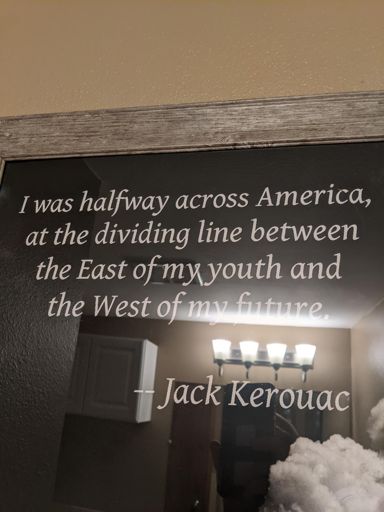 I was halfway across America,
at the dividing line between
the East of my youth and
the West of my future.
-- Jack Kerouac